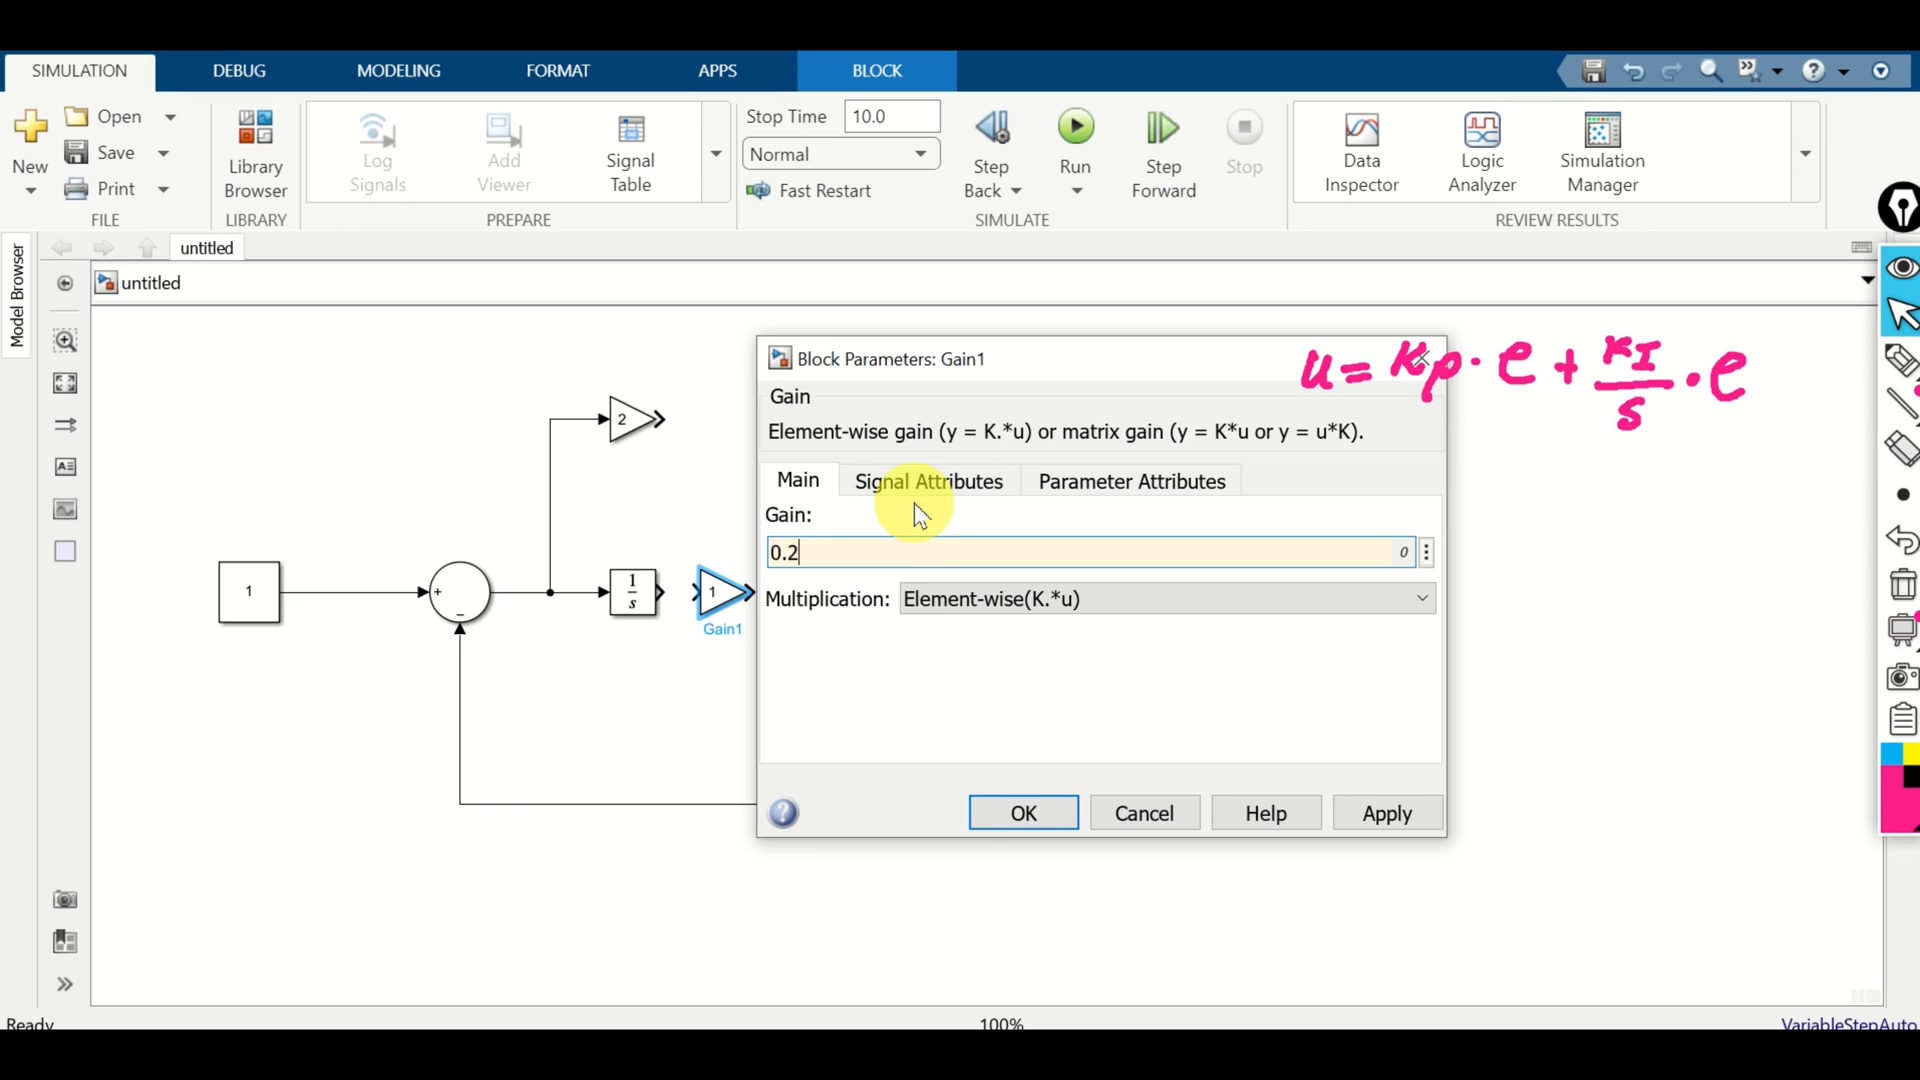 SIMULATION DEBUG MODELING FORMAT APPS BLOCK
New
Open
Save
Print
FILE
Library
Browser
LIBRARY
Log
Signals
Add
Viewer
Signal
Table
PREPARE
Stop Time 10.0
Normal
Fast Restart
Step
Back
Run
Step
Forward
Stop
SIMULATE
Data
Inspector
Logic
Analyzer
Simulation
Manager
REVIEW RESULTS
Model Browser
untitled
untitled
Block Parameters: Gain1
u = Kp · e + KI/s · e
Gain
Element-wise gain (y = K.*u) or matrix gain (y = K*u or y = u*K).
Main Signal Attributes Parameter Attributes
Gain:
0.2 0
Multiplication: Element-wise(K.*u)
OK Cancel Help Apply
2
1
+
−
1
s
1
Gain1
Ready 100% VariableStepAuto